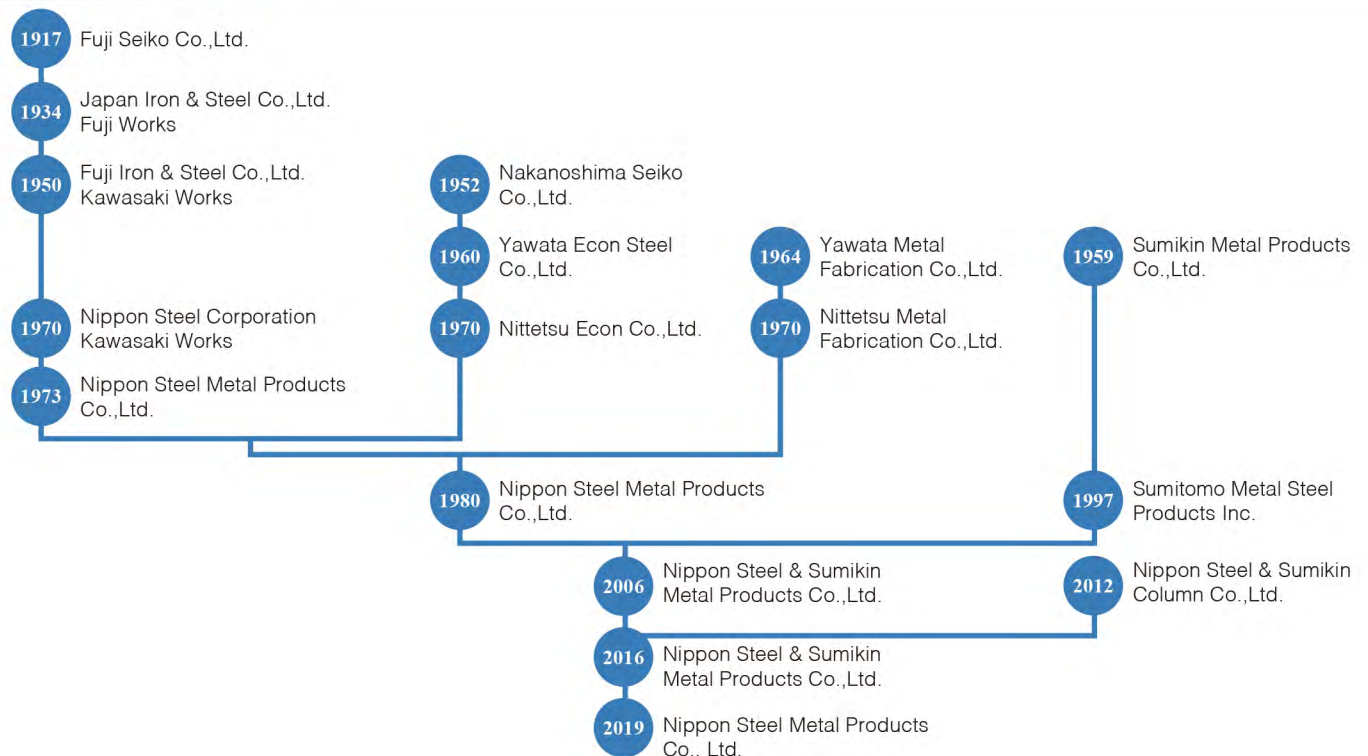 1917
Fuji Seiko Co.,Ltd.
1934
Japan Iron & Steel Co.,Ltd.
Fuji Works
1950
Fuji Iron & Steel Co.,Ltd.
Kawasaki Works
1970
Nippon Steel Corporation
Kawasaki Works
1973
Nippon Steel Metal Products
Co.,Ltd.
1952
Nakanoshima Seiko
Co.,Ltd.
1960
Yawata Econ Steel
Co.,Ltd.
1970
Nittetsu Econ Co.,Ltd.
1964
Yawata Metal
Fabrication Co.,Ltd.
1970
Nittetsu Metal
Fabrication Co.,Ltd.
1959
Sumikin Metal Products
Co.,Ltd.
1980
Nippon Steel Metal Products
Co.,Ltd.
1997
Sumitomo Metal Steel
Products Inc.
2006
Nippon Steel & Sumikin
Metal Products Co.,Ltd.
2012
Nippon Steel & Sumikin
Column Co.,Ltd.
2016
Nippon Steel & Sumikin
Metal Products Co.,Ltd.
2019
Nippon Steel Metal Products
Co., Ltd.